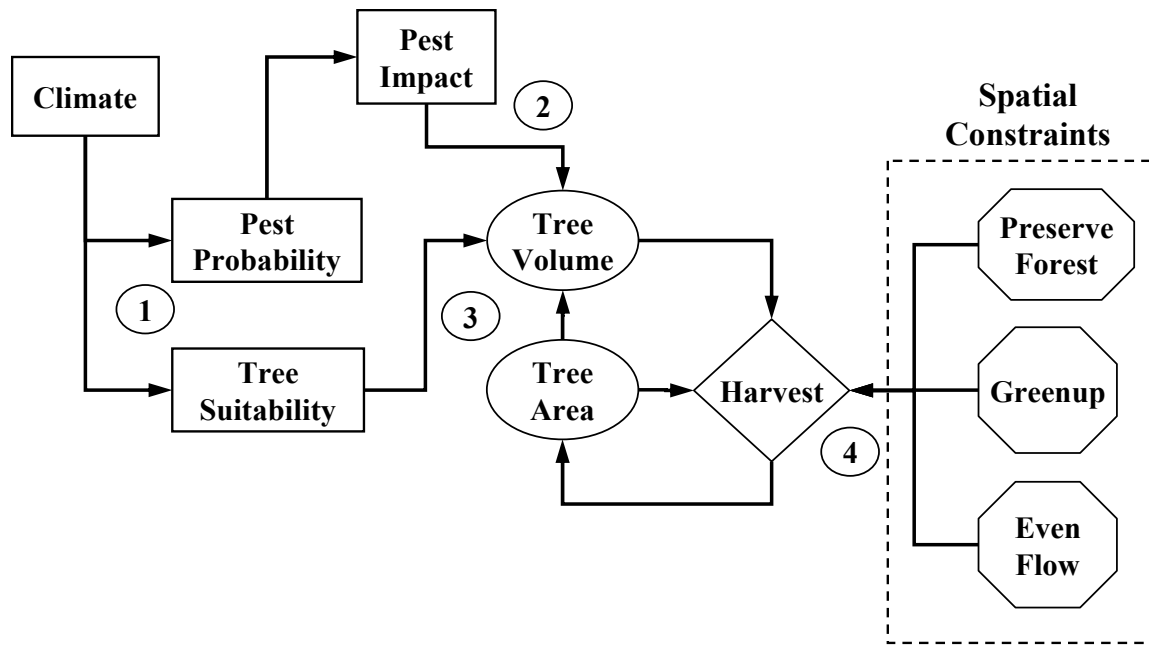 Climate
Pest
Impact
2
Pest
Probability
1
Tree
Suitability
3
Tree
Volume
Tree
Area
Harvest
4
Spatial
Constraints
Preserve
Forest
Greenup
Even
Flow